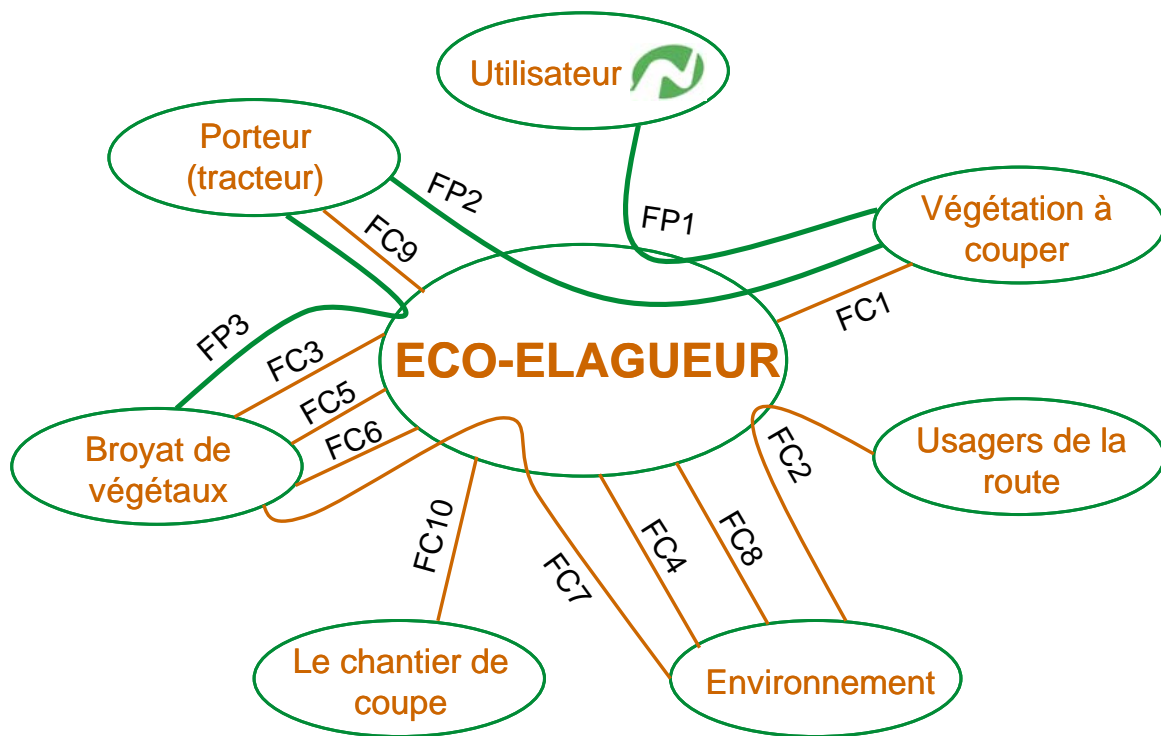 Utilisateur
Porteur
(tracteur)
FP2
FP1
Végétation à
couper
FC9
FC1
FP3
FC3
ECO-ELAGUEUR
FC5
FC6
Broyat de
végétaux
FC2
Usagers de la
route
FC10
FC7
FC4
FC8
Le chantier de
coupe
Environnement